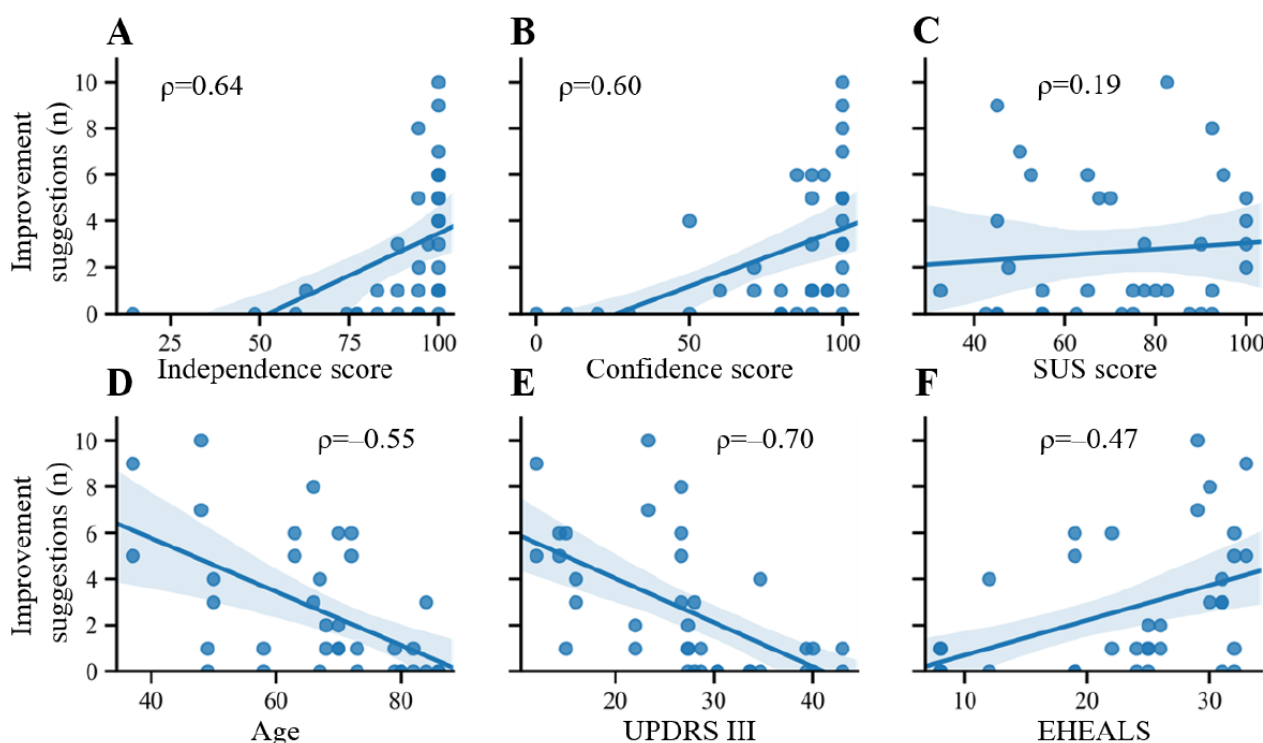 A
B
C
Improvement
suggestions (n)
10
8
6
4
2
0
ρ=0.64
ρ=0.60
ρ=0.19
25
50
75
100
0
50
100
40
60
80
100
Independence score
Confidence score
SUS score
D
E
F
Improvement
suggestions (n)
10
8
6
4
2
0
ρ=–0.55
ρ=–0.70
ρ=–0.47
40
60
80
20
30
40
10
20
30
Age
UPDRS III
EHEALS